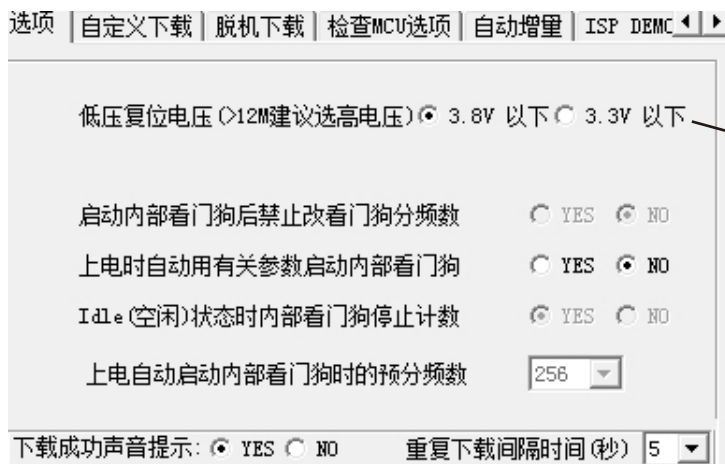 选项 自定义下载 脱机下载 检查MCU选项 自动增量 ISP DEMO
低压复位电压(>12M建议选高电压) 3.8V 以下 3.3V 以下
启动内部看门狗后禁止改看门狗分频数 YES NO
上电时自动用有关参数启动内部看门狗 YES NO
Idle(空闲)状态时内部看门狗停止计数 YES NO
上电自动启动内部看门狗时的预分频数 256
下载成功声音提示: YES NO 重复下载间隔时间(秒) 5